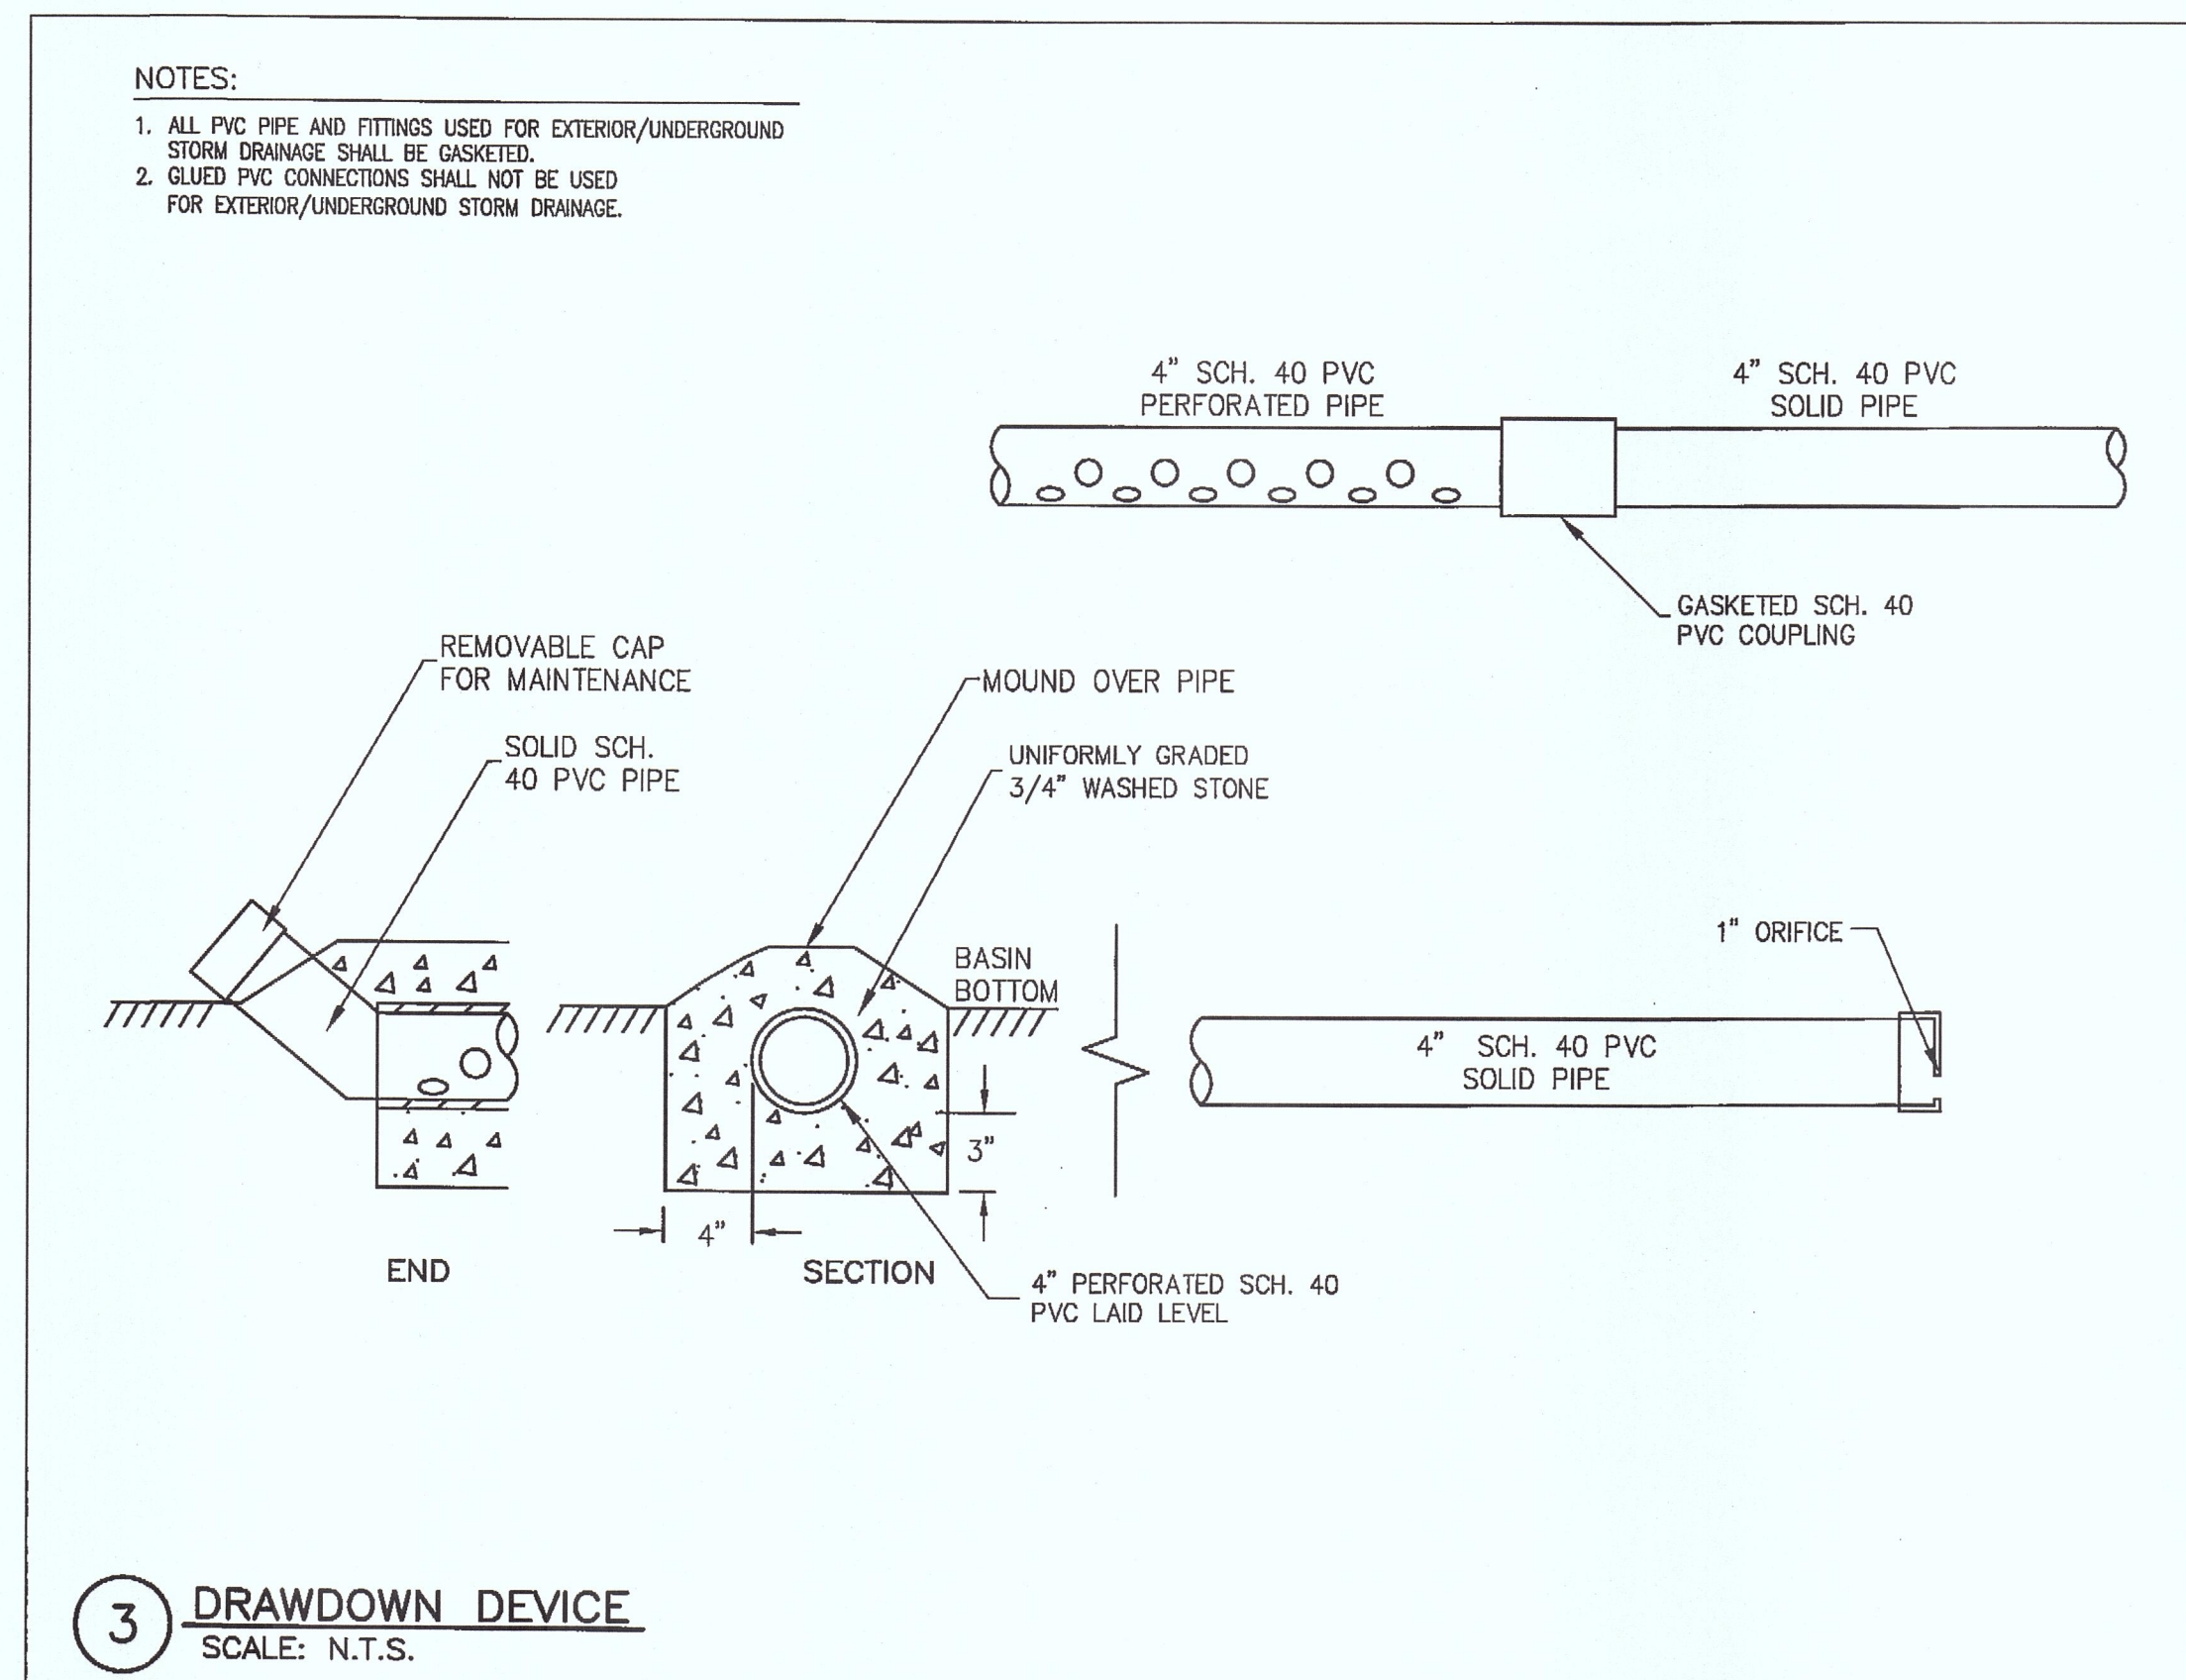 NOTES:
1. ALL PVC PIPE AND FITTINGS USED FOR EXTERIOR/UNDERGROUND
STORM DRAINAGE SHALL BE GASKETED.
2. GLUED PVC CONNECTIONS SHALL NOT BE USED
FOR EXTERIOR/UNDERGROUND STORM DRAINAGE.
4" SCH. 40 PVC
PERFORATED PIPE
4" SCH. 40 PVC
SOLID PIPE
GASKETED SCH. 40
PVC COUPLING
REMOVABLE CAP
FOR MAINTENANCE
SOLID SCH.
40 PVC PIPE
MOUND OVER PIPE
UNIFORMLY GRADED
3/4" WASHED STONE
BASIN
BOTTOM
1" ORIFICE
4" SCH. 40 PVC
SOLID PIPE
3"
4"
END
SECTION
4" PERFORATED SCH. 40
PVC LAID LEVEL
3
DRAWDOWN DEVICE
SCALE: N.T.S.